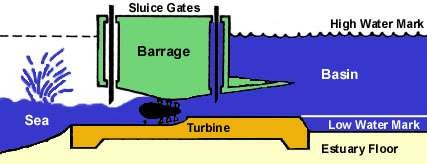 Sluice Gates
High Water Mark
Barrage
Basin
Sea
Turbine
Low Water Mark
Estuary Floor